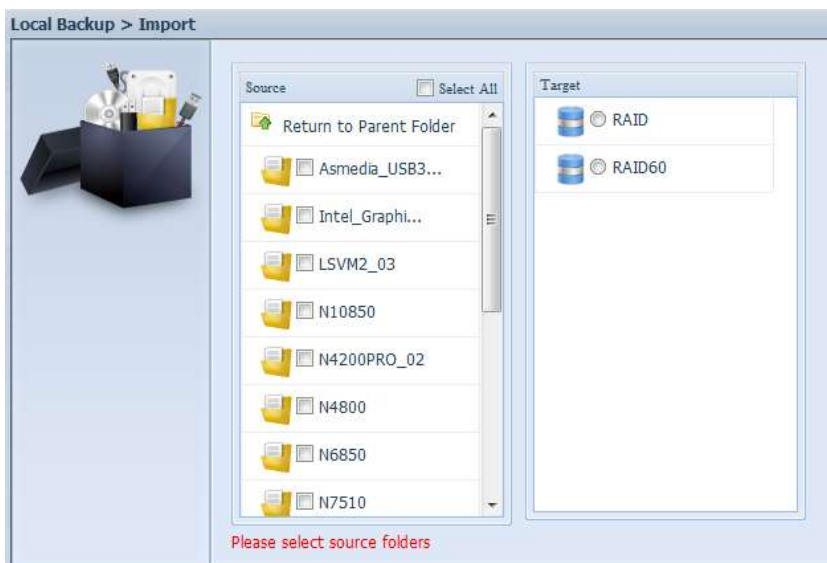 Local Backup > Import
Source
Select All
Return to Parent Folder
Asmedia_USB3...
Intel_Graphi...
LSVM2_03
N10850
N4200PRO_02
N4800
N6850
N7510
Target
RAID
RAID60
Please select source folders